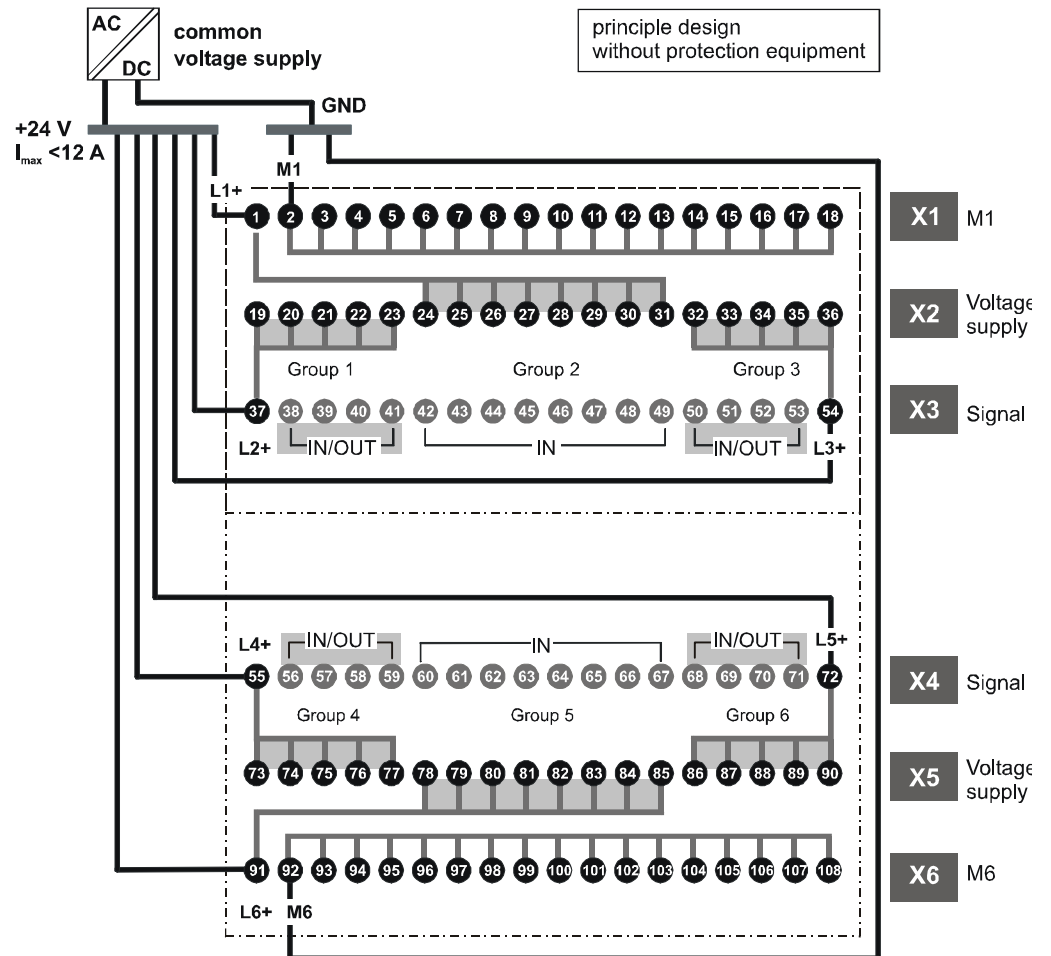 AC
DC
common
voltage supply
principle design
without protection equipment
GND
+24 V
Imax <12 A
M1
L1+
1 2 3 4 5 6 7 8 9 10 11 12 13 14 15 16 17 18
X1 M1
19 20 21 22 23 24 25 26 27 28 29 30 31 32 33 34 35 36
X2 Voltage
supply
Group 1 Group 2 Group 3
37 38 39 40 41 42 43 44 45 46 47 48 49 50 51 52 53 54
X3 Signal
L2+ IN/OUT IN IN/OUT L3+
L4+ IN/OUT IN IN/OUT L5+
55 56 57 58 59 60 61 62 63 64 65 66 67 68 69 70 71 72
X4 Signal
Group 4 Group 5 Group 6
73 74 75 76 77 78 79 80 81 82 83 84 85 86 87 88 89 90
X5 Voltage
supply
91 92 93 94 95 96 97 98 99 100 101 102 103 104 105 106 107 108
X6 M6
L6+ M6